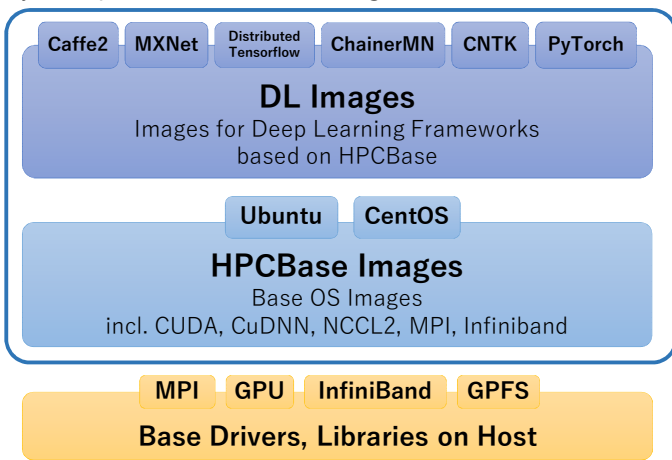 Caffe2 MXNet Distributed Tensorflow ChainerMN CNTK PyTorch
DL Images
Images for Deep Learning Frameworks
based on HPCBase
Ubuntu CentOS
HPCBase Images
Base OS Images
incl. CUDA, CuDNN, NCCL2, MPI, Infiniband
MPI GPU InfiniBand GPFS
Base Drivers, Libraries on Host